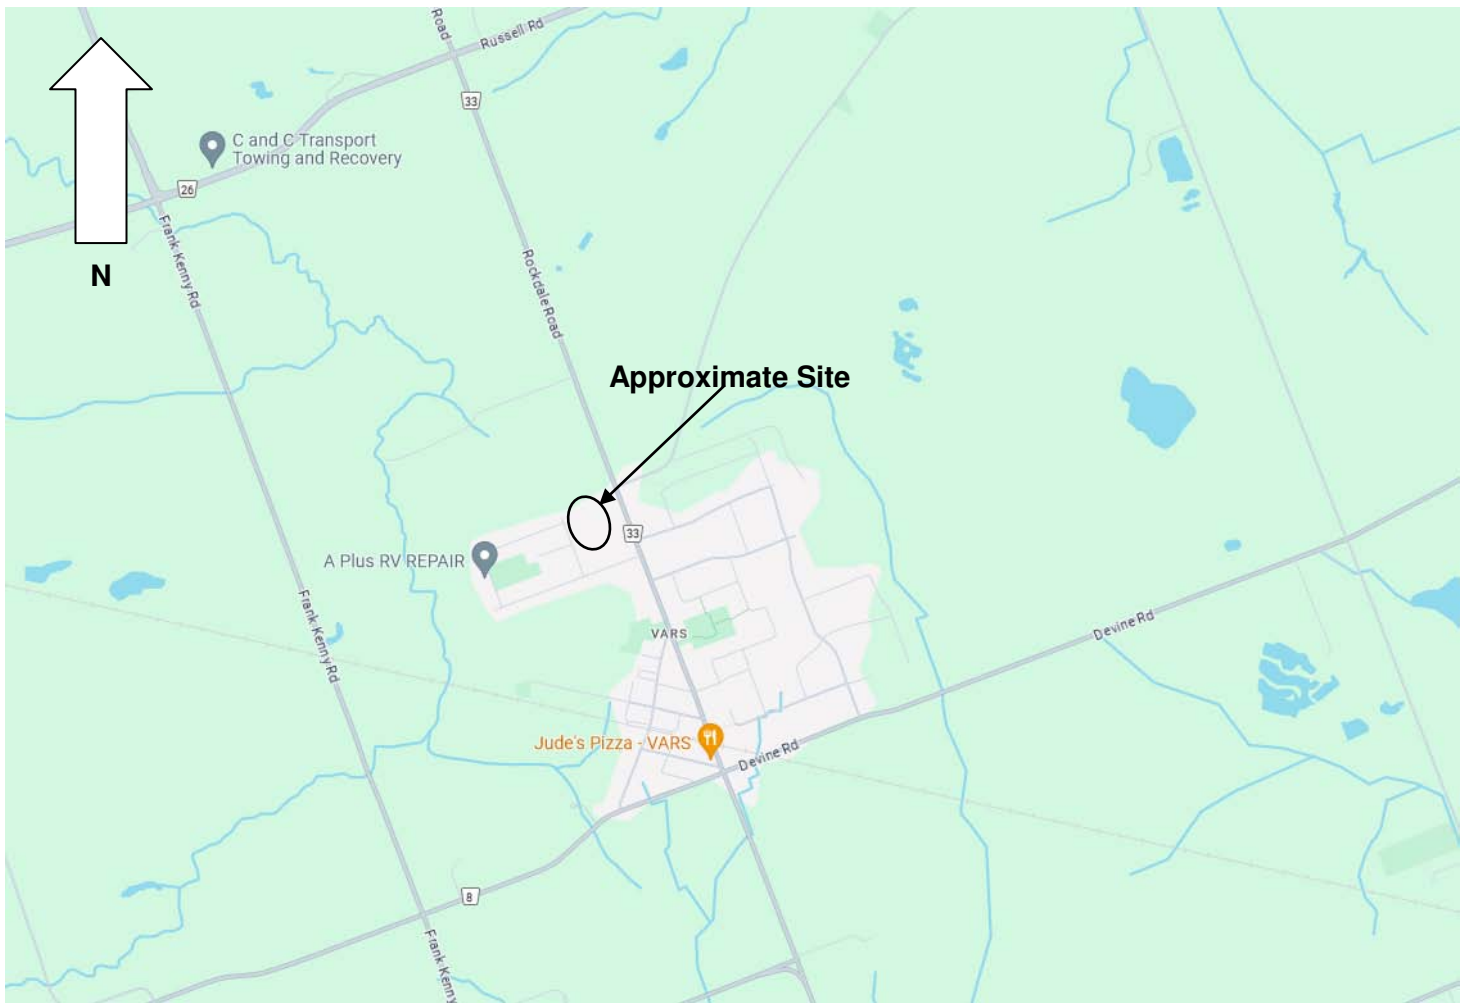 Road
Russell Rd
33
C and C Transport
Towing and Recovery
26
N
Frank Kenny Rd
Rockdale Road
Approximate Site
33
A Plus RV REPAIR
Frank Kenny Rd
VARS
Devine Rd
Jude's Pizza - VARS
Devine Rd
8
Frank Kenny